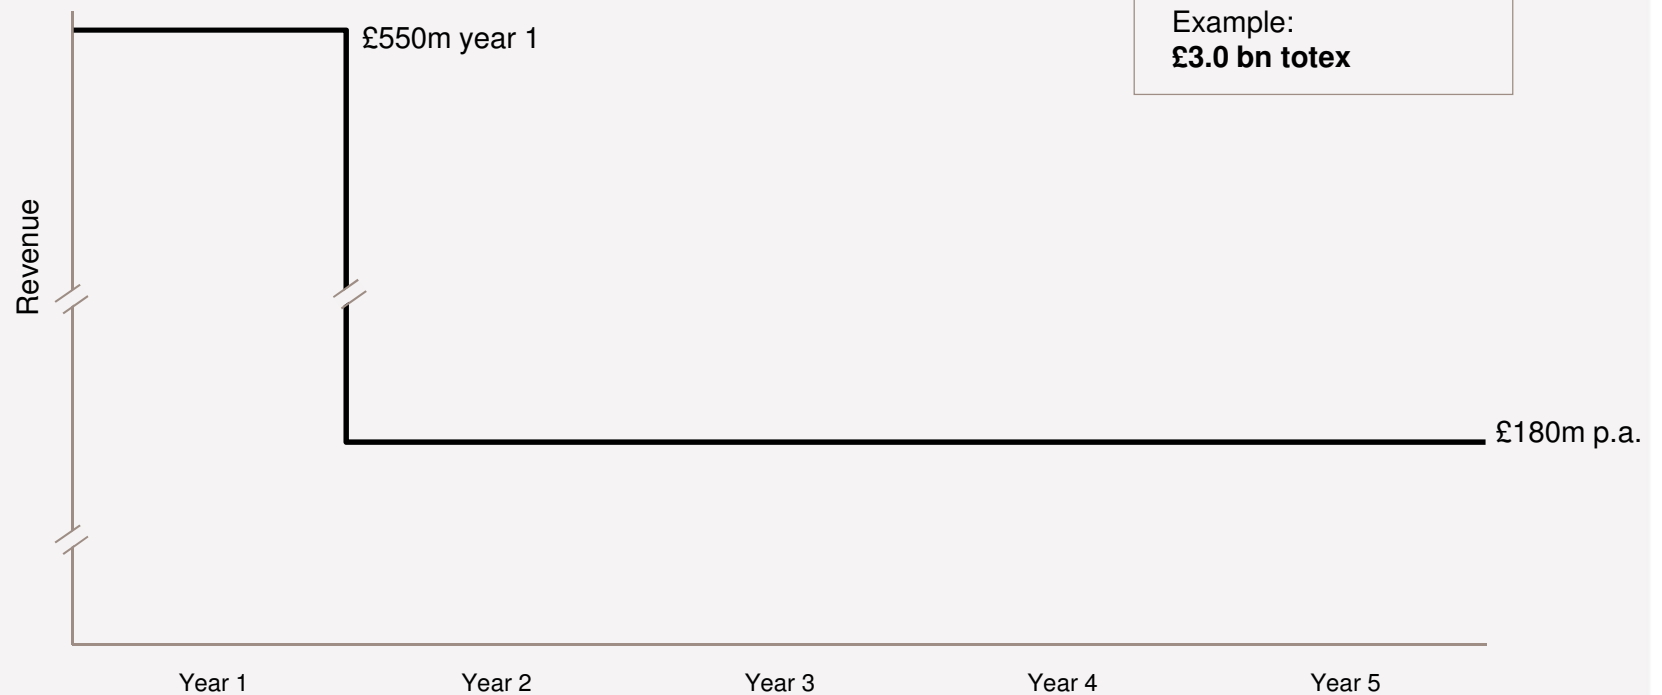 Example:
£3.0 bn totex
£550m year 1
Revenue
£180m p.a.
Year 1
Year 2
Year 3
Year 4
Year 5